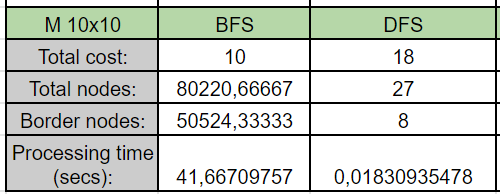 M 10x10 BFS DFS
Total cost: 10 18
Total nodes: 80220,66667 27
Border nodes: 50524,33333 8
Processing time
(secs): 41,66709757 0,01830935478